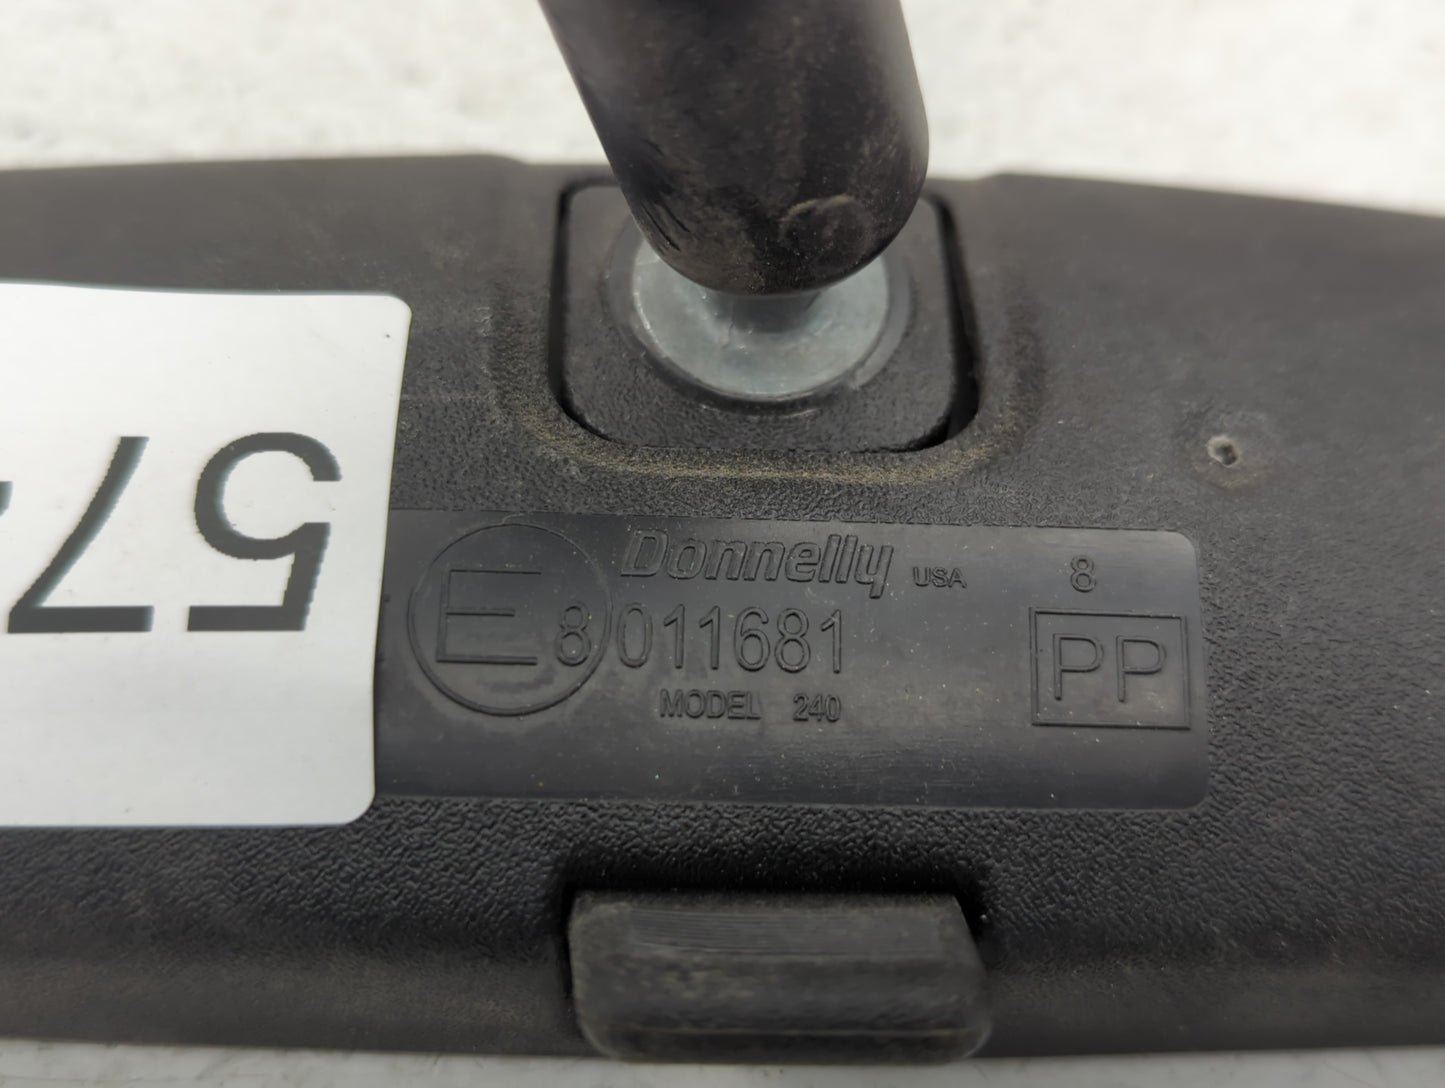 57
Donnelly USA 8
E8 011681 PP
MODEL 240